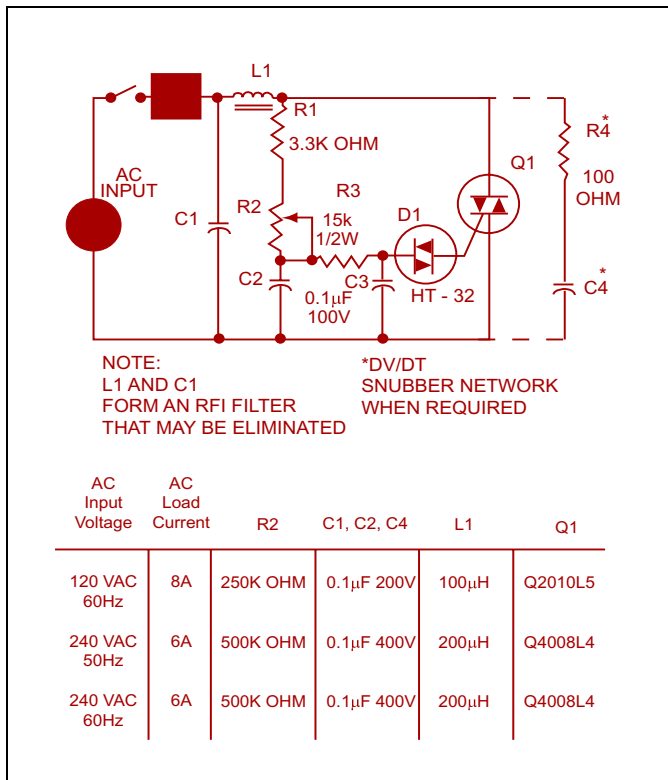 L1
R1
3.3K OHM
R4*
Q1
100
OHM
AC
INPUT
R3
R2
15k
1/2W
D1
C1
C2
0.1µF
100V
C3
HT - 32
C4*
NOTE:
L1 AND C1
FORM AN RFI FILTER
THAT MAY BE ELIMINATED
*DV/DT
SNUBBER NETWORK
WHEN REQUIRED
AC Input Voltage AC Load Current R2 C1, C2, C4 L1 Q1
120 VAC 60Hz 8A 250K OHM 0.1µF 200V 100µH Q2010L5
240 VAC 50Hz 6A 500K OHM 0.1µF 400V 200µH Q4008L4
240 VAC 60Hz 6A 500K OHM 0.1µF 400V 200µH Q4008L4